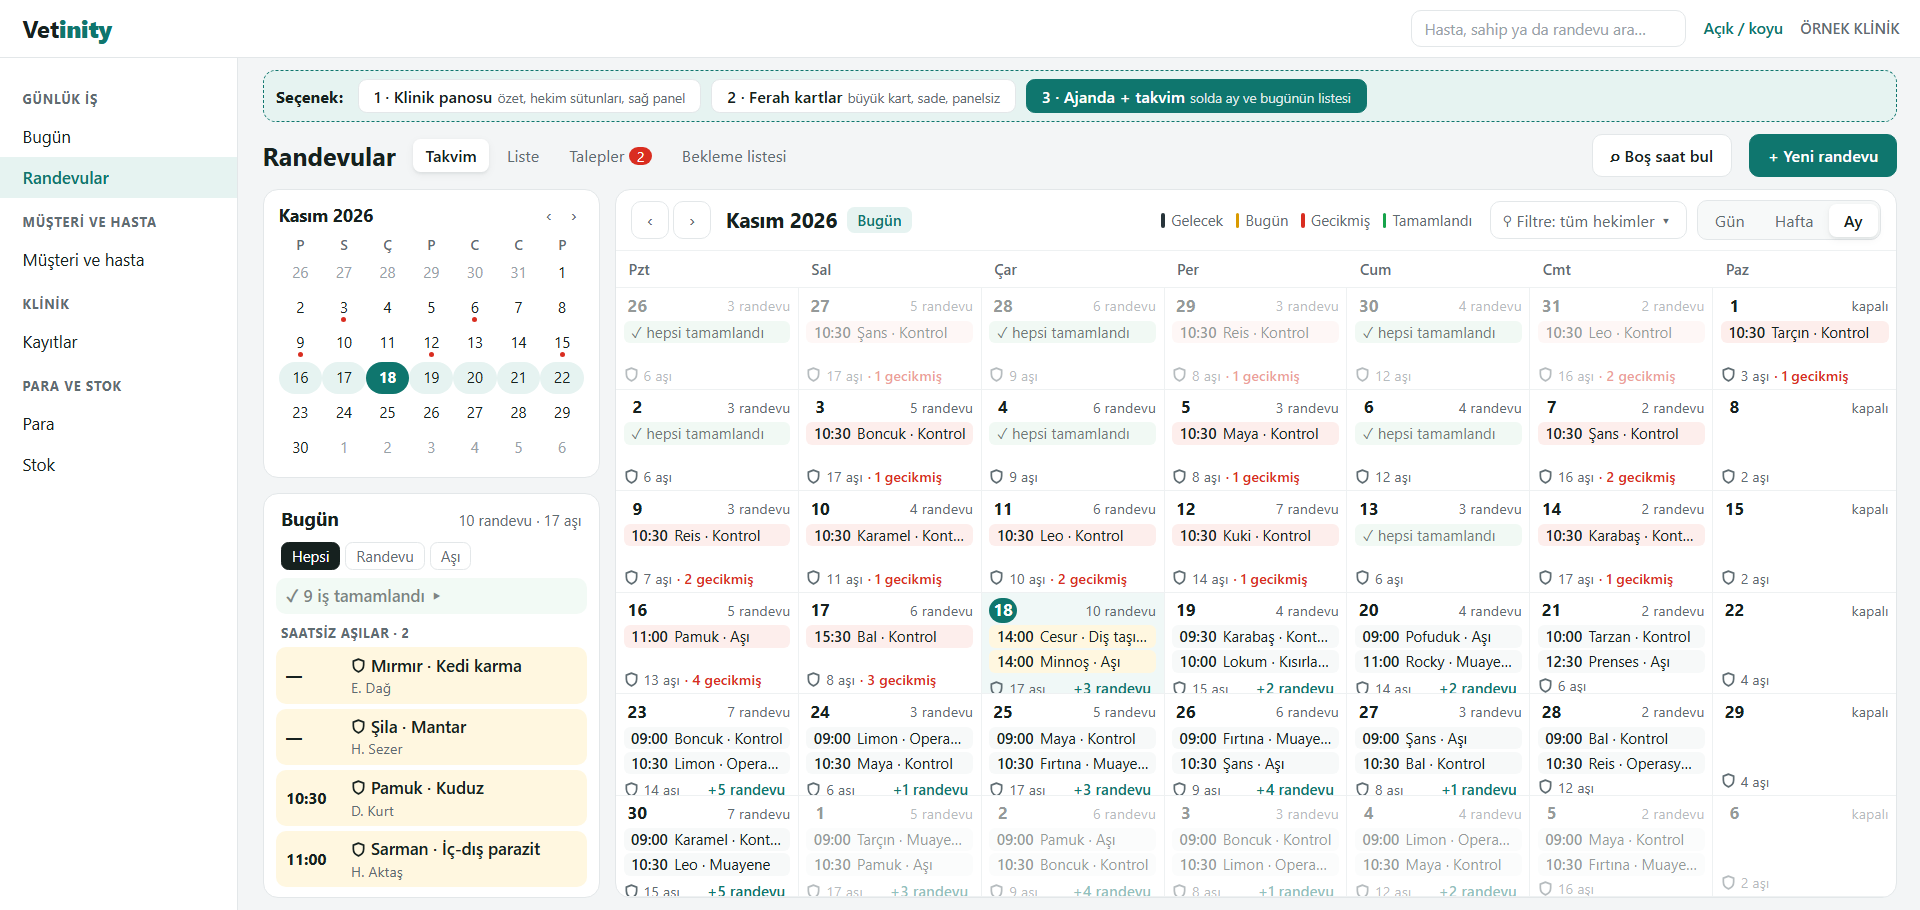 Vetinity
Hasta, sahip ya da randevu ara...
Açık / koyu
ÖRNEK KLİNİK
GÜNLÜK İŞ
Bugün
Randevular
MÜŞTERİ VE HASTA
Müşteri ve hasta
KLİNİK
Kayıtlar
PARA VE STOK
Para
Stok
Seçenek:
1 · Klinik panosu özet, hekim sütunları, sağ panel
2 · Ferah kartlar büyük kart, sade, panelsiz
3 · Ajanda + takvim solda ay ve bugünün listesi
Randevular
Takvim
Liste
Talepler 2
Bekleme listesi
Boş saat bul
+ Yeni randevu
Kasım 2026 ‹ ›
P S Ç P C C P
26 27 28 29 30 31 1
2 3 4 5 6 7 8
9 10 11 12 13 14 15
16 17 18 19 20 21 22
23 24 25 26 27 28 29
30 1 2 3 4 5 6
Bugün
10 randevu · 17 aşı
Hepsi
Randevu
Aşı
✓ 9 iş tamamlandı ▸
SAATSİZ AŞILAR · 2
— Mırmır · Kedi karma
E. Dağ
— Şila · Mantar
H. Sezer
10:30 Pamuk · Kuduz
D. Kurt
11:00 Sarman · İç-dış parazit
H. Aktaş
‹ › Kasım 2026 Bugün
Gelecek Bugün Gecikmiş Tamamlandı
Filtre: tüm hekimler ▾
Gün Hafta Ay
Pzt Sal Çar Per Cum Cmt Paz
26 3 randevu
✓ hepsi tamamlandı
6 aşı
27 5 randevu
10:30 Şans · Kontrol
17 aşı · 1 gecikmiş
28 6 randevu
✓ hepsi tamamlandı
9 aşı
29 3 randevu
10:30 Reis · Kontrol
8 aşı · 1 gecikmiş
30 4 randevu
✓ hepsi tamamlandı
12 aşı
31 2 randevu
10:30 Leo · Kontrol
16 aşı · 2 gecikmiş
1 kapalı
10:30 Tarçın · Kontrol
3 aşı · 1 gecikmiş
2 3 randevu
✓ hepsi tamamlandı
6 aşı
3 5 randevu
10:30 Boncuk · Kontrol
17 aşı · 1 gecikmiş
4 6 randevu
✓ hepsi tamamlandı
9 aşı
5 3 randevu
10:30 Maya · Kontrol
8 aşı · 1 gecikmiş
6 4 randevu
✓ hepsi tamamlandı
12 aşı
7 2 randevu
10:30 Şans · Kontrol
16 aşı · 2 gecikmiş
8 kapalı
2 aşı
9 3 randevu
10:30 Reis · Kontrol
7 aşı · 2 gecikmiş
10 4 randevu
10:30 Karamel · Kont...
11 aşı · 1 gecikmiş
11 6 randevu
10:30 Leo · Kontrol
10 aşı · 2 gecikmiş
12 7 randevu
10:30 Kuki · Kontrol
14 aşı · 1 gecikmiş
13 3 randevu
✓ hepsi tamamlandı
6 aşı
14 2 randevu
10:30 Karabaş · Kont...
17 aşı · 1 gecikmiş
15 kapalı
2 aşı
16 5 randevu
11:00 Pamuk · Aşı
13 aşı · 4 gecikmiş
17 6 randevu
15:30 Bal · Kontrol
8 aşı · 3 gecikmiş
18 10 randevu
14:00 Cesur · Diş taşı...
14:00 Minnoş · Aşı
17 aşı +3 randevu
19 4 randevu
09:30 Karabaş · Kont...
10:00 Lokum · Kısırla...
15 aşı +2 randevu
20 4 randevu
09:00 Pofuduk · Aşı
11:00 Rocky · Muaye...
14 aşı +2 randevu
21 2 randevu
10:00 Tarzan · Kontrol
12:30 Prenses · Aşı
6 aşı
22 kapalı
4 aşı
23 7 randevu
09:00 Boncuk · Kontrol
10:30 Limon · Opera...
14 aşı +5 randevu
24 3 randevu
09:00 Limon · Opera...
10:30 Maya · Kontrol
6 aşı +1 randevu
25 5 randevu
09:00 Maya · Kontrol
10:30 Fırtına · Muaye...
17 aşı +3 randevu
26 6 randevu
09:00 Fırtına · Muaye...
10:30 Şans · Aşı
9 aşı +4 randevu
27 3 randevu
09:00 Şans · Aşı
10:30 Bal · Kontrol
8 aşı +1 randevu
28 2 randevu
09:00 Bal · Kontrol
10:30 Reis · Operasy...
12 aşı
29 kapalı
4 aşı
30 7 randevu
09:00 Karamel · Kont...
10:30 Leo · Muayene
15 aşı +5 randevu
1 5 randevu
09:00 Tarçın · Muaye...
10:30 Pamuk · Aşı
17 aşı +3 randevu
2 6 randevu
09:00 Pamuk · Aşı
10:30 Boncuk · Kontrol
9 aşı +4 randevu
3 3 randevu
09:00 Boncuk · Kontrol
10:30 Limon · Opera...
8 aşı +1 randevu
4 4 randevu
09:00 Limon · Opera...
10:30 Maya · Kontrol
12 aşı +2 randevu
5 2 randevu
09:00 Maya · Kontrol
10:30 Fırtına · Muaye...
16 aşı
6 kapalı
2 aşı